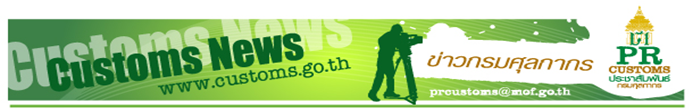 Customs News
Customs News
www.customs.go.th
ข่าวกรมศุลกากร
prcustoms@mof.go.th
PR
CUSTOMS
ประชาสัมพันธ์
กรมศุลกากร